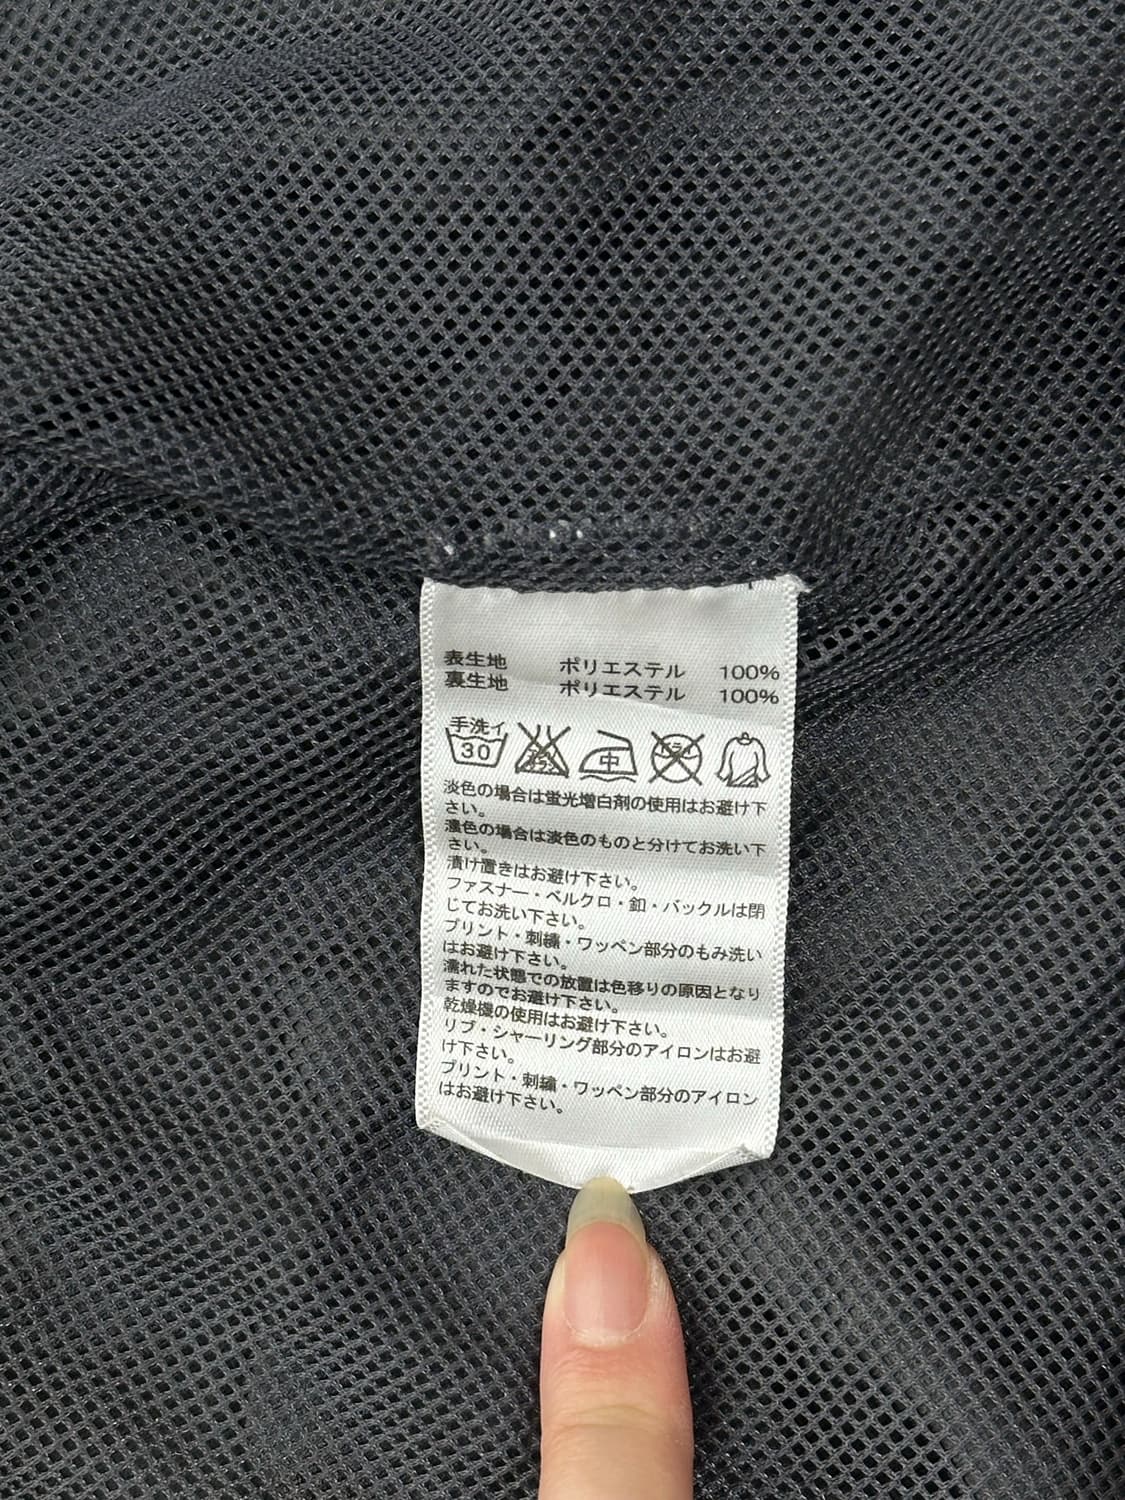 表生地 ポリエステル 100%
裏生地 ポリエステル 100%
手洗イ
30
中
ドライ
淡色の場合は蛍光増白剤の使用はお避け下
さい。
濃色の場合は淡色のものと分けてお洗い下
さい。
漬け置きはお避け下さい。
ファスナー・ベルクロ・釦・バックルは閉
じてお洗い下さい。
プリント・刺繍・ワッペン部分のもみ洗い
はお避け下さい。
濡れた状態での放置は色移りの原因となり
ますのでお避け下さい。
乾燥機の使用はお避け下さい。
リブ・シャーリング部分のアイロンはお避
け下さい。
プリント・刺繍・ワッペン部分のアイロン
はお避け下さい。